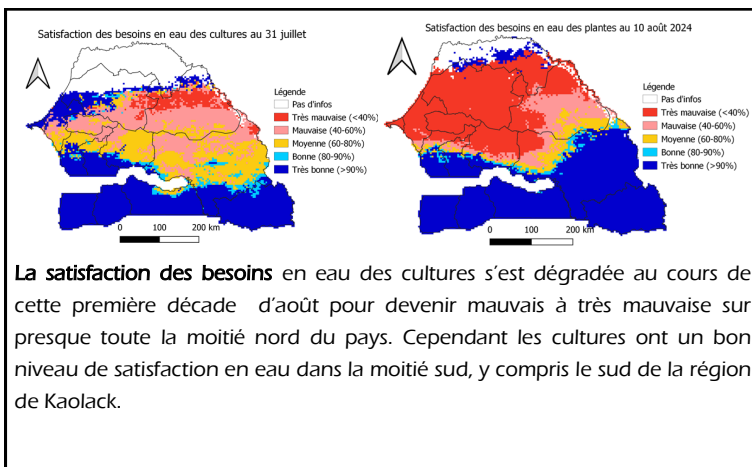 Satisfaction des besoins en eau des cultures au 31 juillet
Légende
Pas d'infos
Très mauvaise (<40%)
Mauvaise (40-60%)
Moyenne (60-80%)
Bonne (80-90%)
Très bonne (>90%)
0 100 200 km
Satisfaction des besoins en eau des plantes au 10 août 2024
Légende
Pas d'infos
Très mauvaise (<40%)
Mauvaise (40-60%)
Moyenne (60-80%)
Bonne (80-90%)
Très bonne (>90%)
0 100 200 km
La satisfaction des besoins en eau des cultures s'est dégradée au cours de
cette première décade d'août pour devenir mauvais à très mauvaise sur
presque toute la moitié nord du pays. Cependant les cultures ont un bon
niveau de satisfaction en eau dans la moitié sud, y compris le sud de la région
de Kaolack.